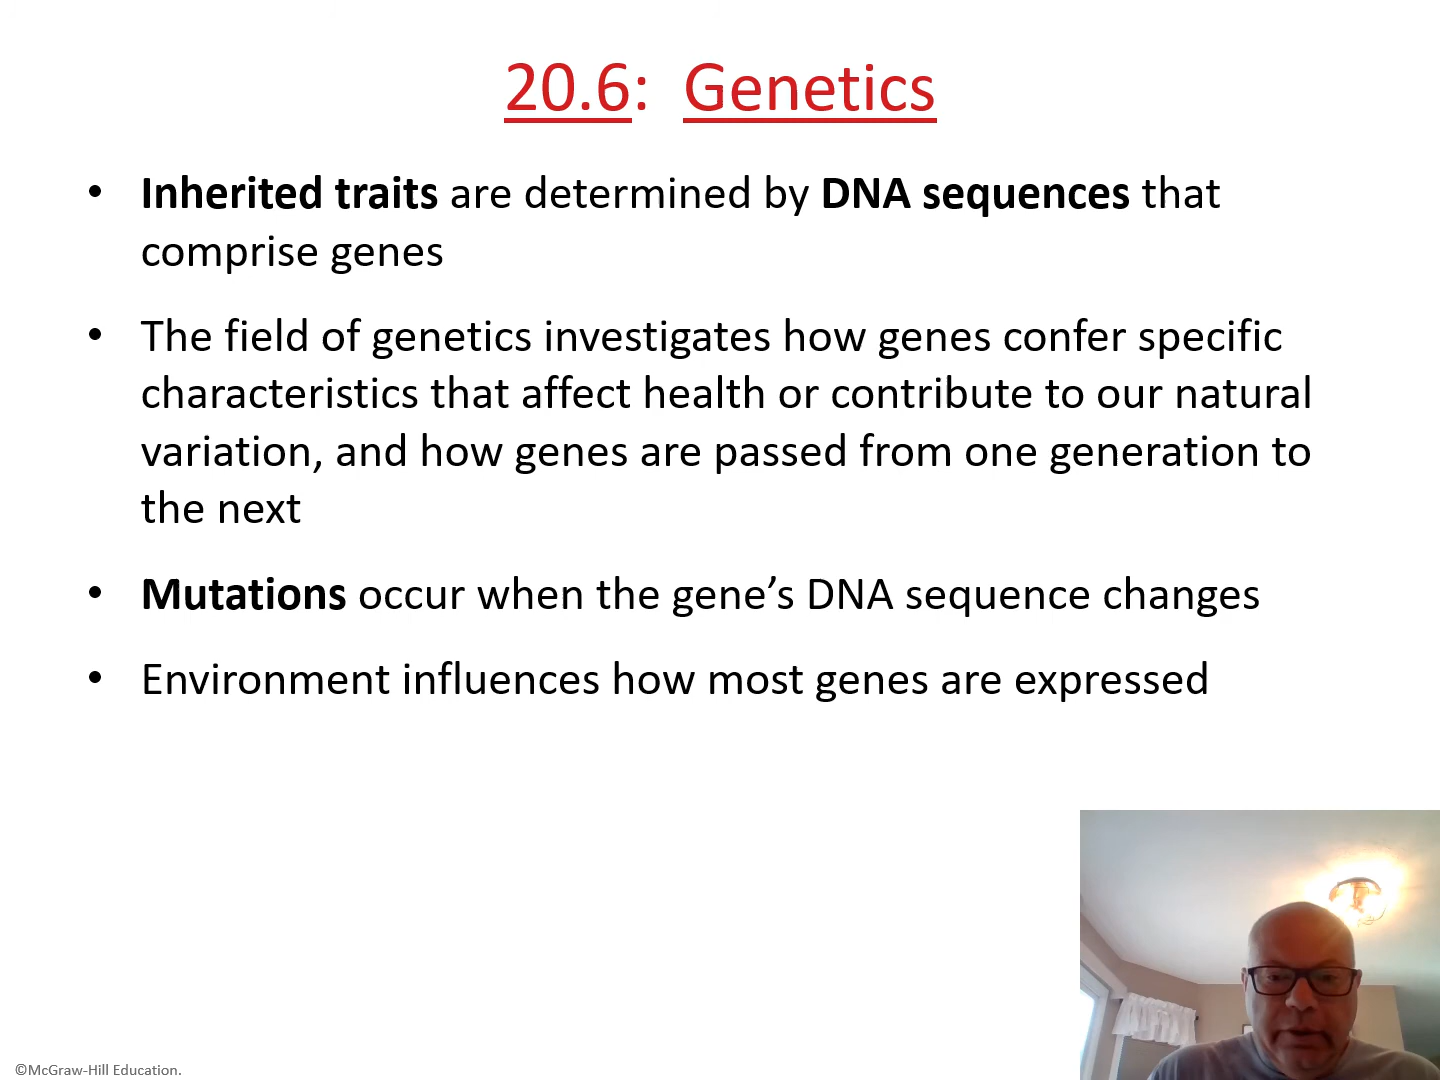 20.6:  Genetics
• Inherited traits are determined by DNA sequences that
comprise genes
• The field of genetics investigates how genes confer specific
characteristics that affect health or contribute to our natural
variation, and how genes are passed from one generation to
the next
• Mutations occur when the gene’s DNA sequence changes
• Environment influences how most genes are expressed
©McGraw-Hill Education.